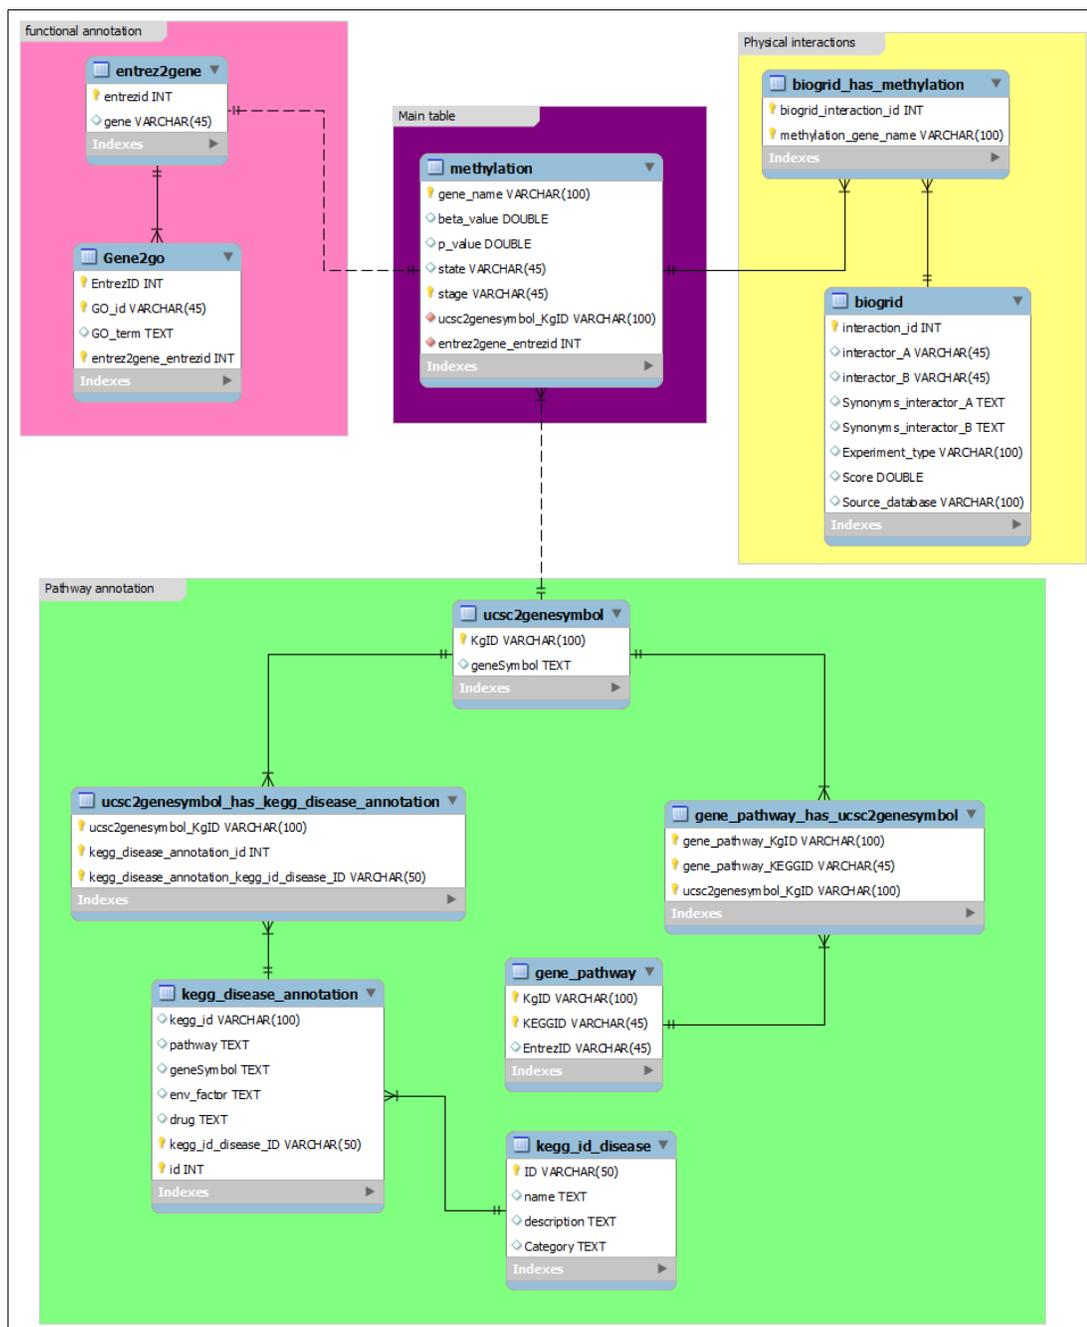 functional annotation
entrez2gene
entrezid INT
gene VARCHAR(45)
Indexes
Gene2go
EntrezID INT
GO_id VARCHAR(45)
GO_term TEXT
entrez2gene_entrezid INT
Indexes
Main table
methylation
gene_name VARCHAR(100)
beta_value DOUBLE
p_value DOUBLE
state VARCHAR(45)
stage VARCHAR(45)
ucsc2genesymbol_KgID VARCHAR(100)
entrez2gene_entrezid INT
Indexes
Physical interactions
biogrid_has_methylation
biogrid_interaction_id INT
methylation_gene_name VARCHAR(100)
Indexes
biogrid
interaction_id INT
interactor_A VARCHAR(45)
interactor_B VARCHAR(45)
Synonyms_interactor_A TEXT
Synonyms_interactor_B TEXT
Experiment_type VARCHAR(100)
Score DOUBLE
Source_database VARCHAR(100)
Indexes
Pathway annotation
ucsc2genesymbol
KgID VARCHAR(100)
geneSymbol TEXT
Indexes
ucsc2genesymbol_has_kegg_disease_annotation
ucsc2genesymbol_KgID VARCHAR(100)
kegg_disease_annotation_id INT
kegg_disease_annotation_kegg_id_disease_ID VARCHAR(50)
Indexes
gene_pathway_has_ucsc2genesymbol
gene_pathway_KgID VARCHAR(100)
gene_pathway_KEGGID VARCHAR(45)
ucsc2genesymbol_KgID VARCHAR(100)
Indexes
kegg_disease_annotation
kegg_id VARCHAR(100)
pathway TEXT
geneSymbol TEXT
env_factor TEXT
drug TEXT
kegg_id_disease_ID VARCHAR(50)
id INT
Indexes
gene_pathway
KgID VARCHAR(100)
KEGGID VARCHAR(45)
EntrezID VARCHAR(45)
Indexes
kegg_id_disease
ID VARCHAR(50)
name TEXT
description TEXT
Category TEXT
Indexes